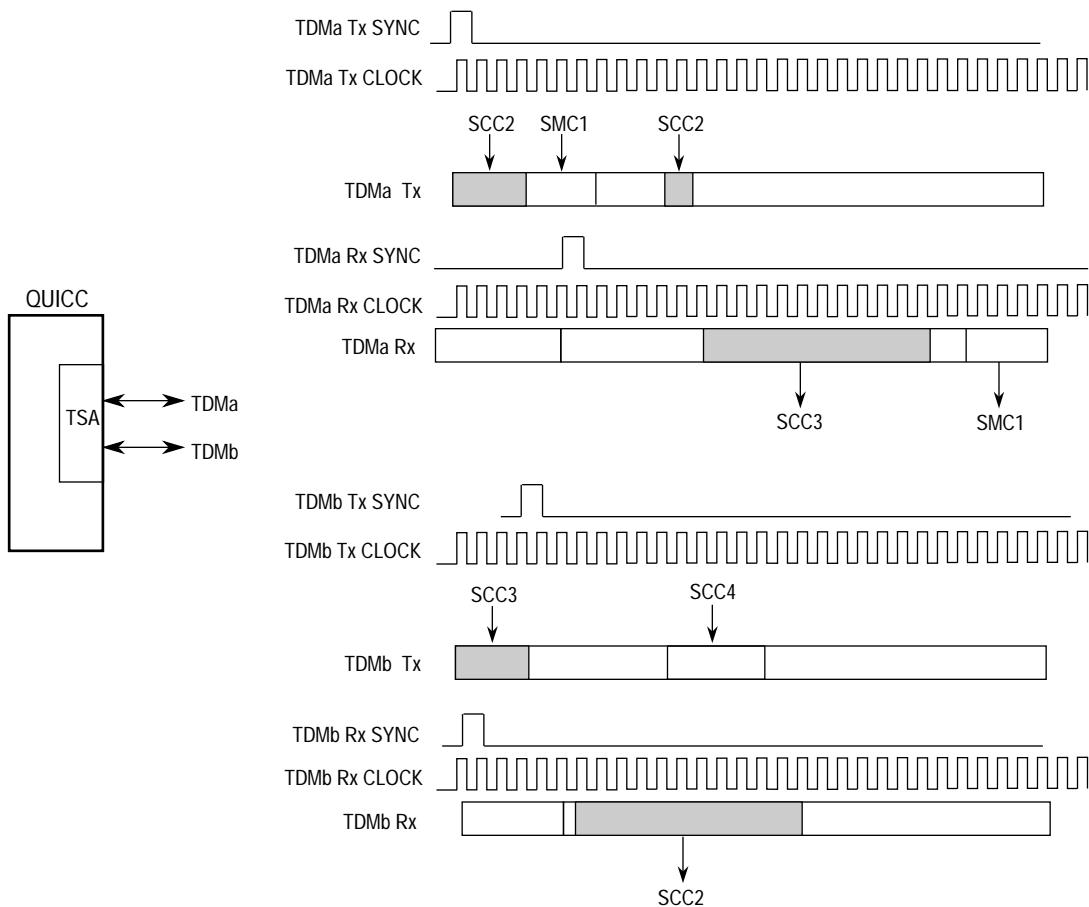 TDMa Tx SYNC
TDMa Tx CLOCK
SCC2 SMC1 SCC2
TDMa Tx
TDMa Rx SYNC
TDMa Rx CLOCK
TDMa Rx
SCC3 SMC1
QUICC
TSA
TDMa
TDMb
TDMb Tx SYNC
TDMb Tx CLOCK
SCC3 SCC4
TDMb Tx
TDMb Rx SYNC
TDMb Rx CLOCK
TDMb Rx
SCC2